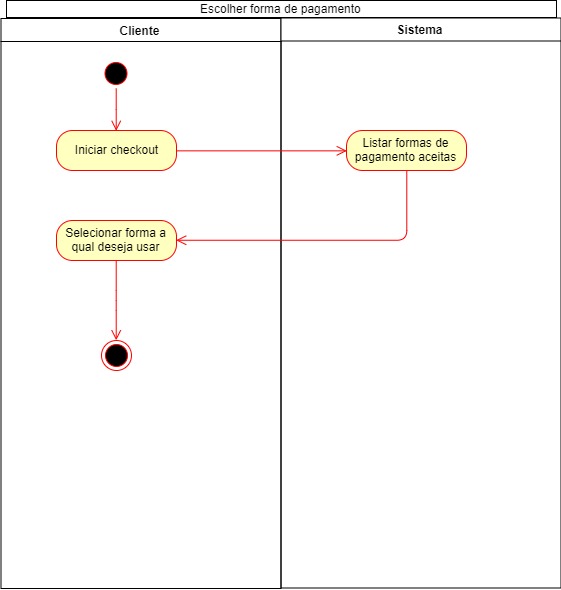 Escolher forma de pagamento
Cliente
Sistema
Iniciar checkout
Listar formas de
pagamento aceitas
Selecionar forma a
qual deseja usar